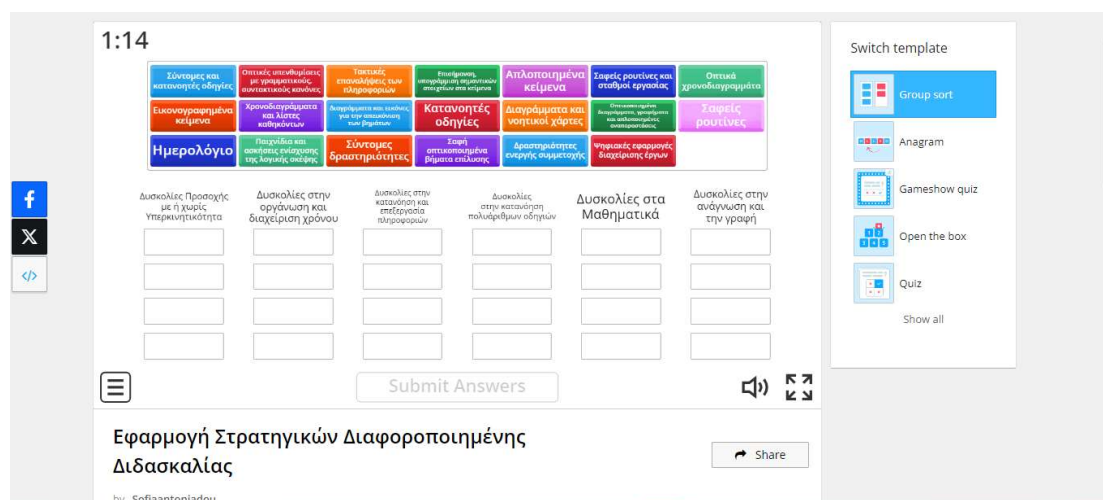 1:14
Σύντομες και
κατανοητές οδηγίες
Οπτικές υπενθυμίσεις
με γραμματικούς,
συντακτικούς κανόνες
Τακτικές
επαναλήψεις των
πληροφοριών
Επισήμανση,
υπογράμμιση σημαντικών
στοιχείων στα κείμενα
Απλοποιημένα
κείμενα
Σαφείς ρουτίνες και
σταθμοί εργασίας
Οπτικά
χρονοδιαγράμματα
Εικονογραφημένα
κείμενα
Χρονοδιαγράμματα
και λίστες
καθηκόντων
Διαγράμματα και εικόνες
για την απεικόνιση
των βημάτων
Κατανοητές
οδηγίες
Διαγράμματα και
νοητικοί χάρτες
Οπτικοποιημένα
διαγράμματα, γραφήματα
και απλοποιημένες
αναπαραστάσεις
Σαφείς
ρουτίνες
Ημερολόγιο
Παιχνίδια και
ασκήσεις ενίσχυσης
της λογικής σκέψης
Σύντομες
δραστηριότητες
Σαφή
οπτικοποιημένα
βήματα επίλυσης
Δραστηριότητες
ενεργής συμμετοχής
Ψηφιακές εφαρμογές
διαχείρισης έργων
Δυσκολίες Προσοχής
με ή χωρίς
Υπερκινητικότητα
Δυσκολίες στην
οργάνωση και
διαχείριση χρόνου
Δυσκολίες στην
κατανόηση και
επεξεργασία
πληροφοριών
Δυσκολίες
στην κατανόηση
πολυάριθμων οδηγιών
Δυσκολίες στα
Μαθηματικά
Δυσκολίες στην
ανάγνωση και
την γραφή
Submit Answers
Εφαρμογή Στρατηγικών Διαφοροποιημένης
Διδασκαλίας
Share
by Sofiaantoniadou
Switch template
Group sort
Anagram
Gameshow quiz
Open the box
Quiz
Show all